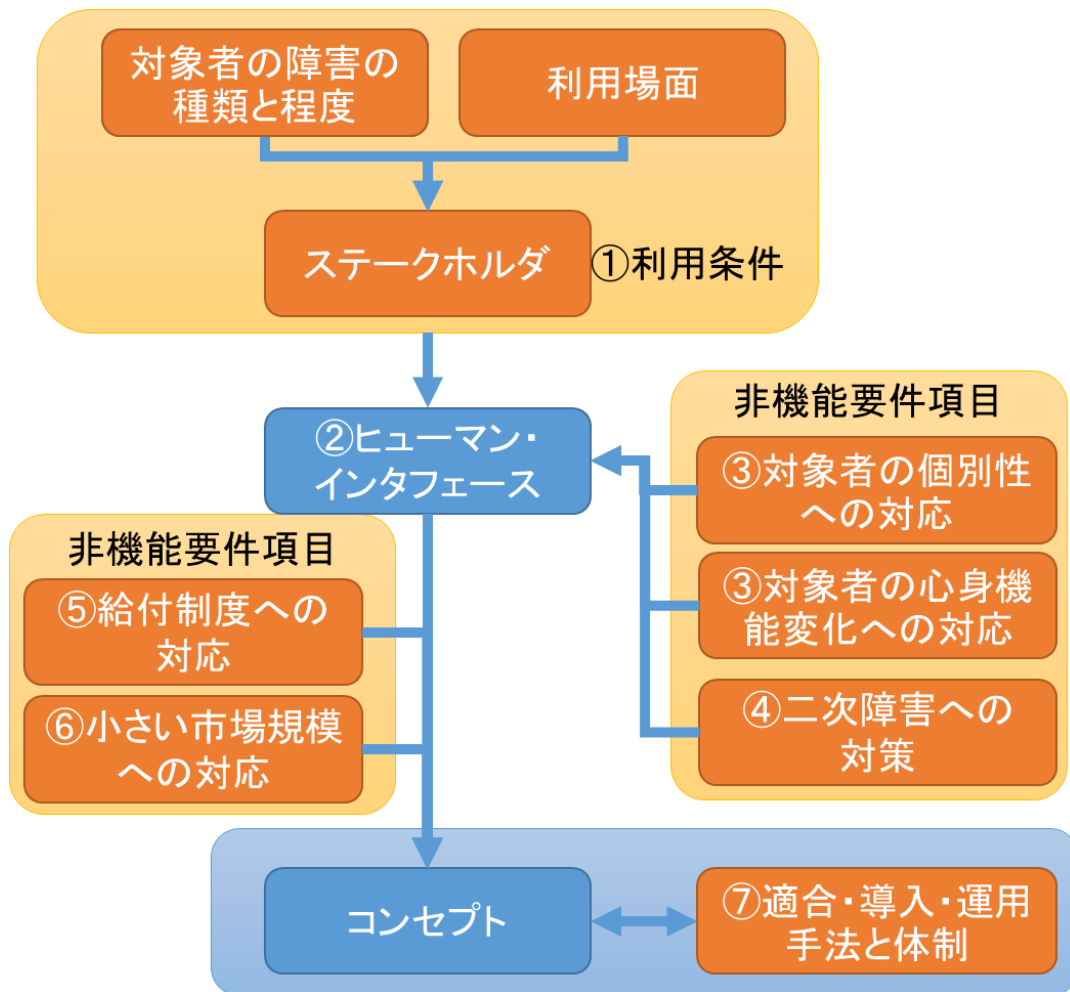 対象者の障害の
種類と程度
利用場面
ステークホルダ
①利用条件
②ヒューマン・
インタフェース
非機能要件項目
③対象者の個別性
への対応
③対象者の心身機
能変化への対応
④二次障害への
対策
非機能要件項目
⑤給付制度への
対応
⑥小さい市場規模
への対応
コンセプト
⑦適合・導入・運用
手法と体制